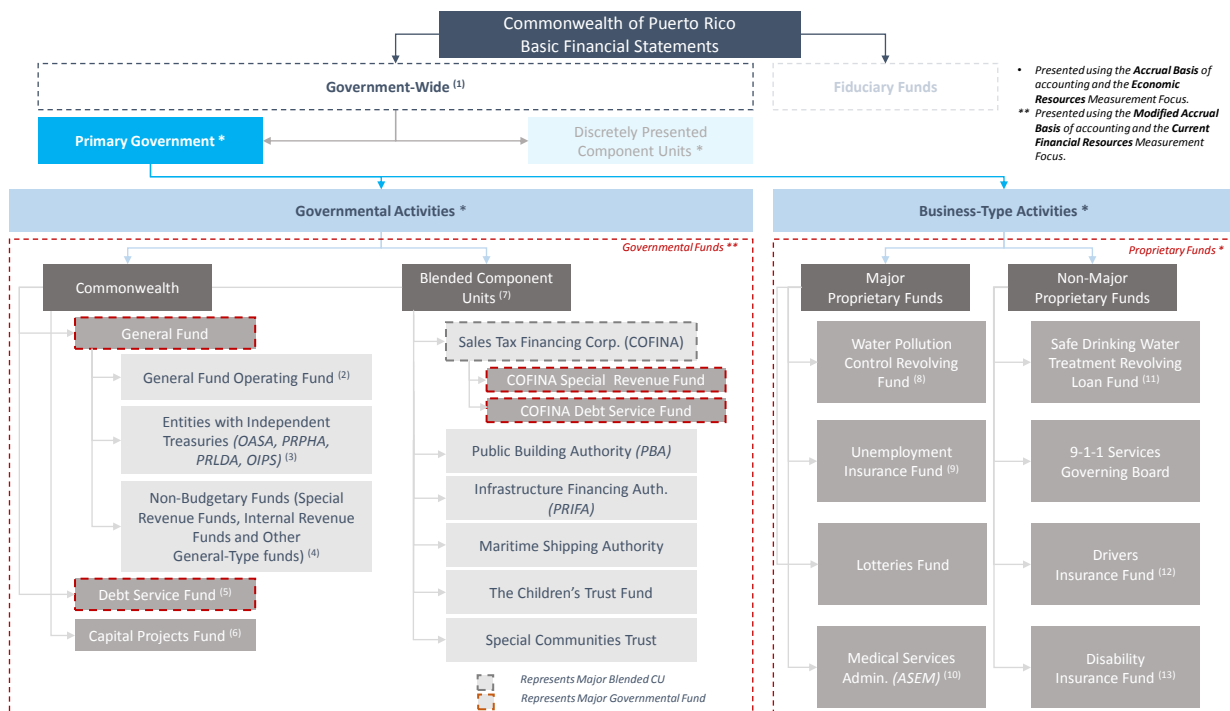 Commonwealth of Puerto Rico
Basic Financial Statements
Government-Wide (1)
Fiduciary Funds
• Presented using the Accrual Basis of
accounting and the Economic
Resources Measurement Focus.
** Presented using the Modified Accrual
Basis of accounting and the Current
Financial Resources Measurement
Focus.
Primary Government *
Discretely Presented
Component Units *
Governmental Activities *
Business-Type Activities *
Governmental Funds **
Proprietary Funds *
Commonwealth
Blended Component
Units (7)
Major
Proprietary Funds
Non-Major
Proprietary Funds
General Fund
General Fund Operating Fund (2)
Entities with Independent
Treasuries (OASA, PRPHA,
PRLDA, OIPS) (3)
Non-Budgetary Funds (Special
Revenue Funds, Internal Revenue
Funds and Other
General-Type funds) (4)
Debt Service Fund (5)
Capital Projects Fund (6)
Sales Tax Financing Corp. (COFINA)
COFINA Special Revenue Fund
COFINA Debt Service Fund
Public Building Authority (PBA)
Infrastructure Financing Auth.
(PRIFA)
Maritime Shipping Authority
The Children's Trust Fund
Special Communities Trust
Represents Major Blended CU
Represents Major Governmental Fund
Water Pollution
Control Revolving
Fund (8)
Unemployment
Insurance Fund (9)
Lotteries Fund
Medical Services
Admin. (ASEM) (10)
Safe Drinking Water
Treatment Revolving
Loan Fund (11)
9-1-1 Services
Governing Board
Drivers
Insurance Fund (12)
Disability
Insurance Fund (13)